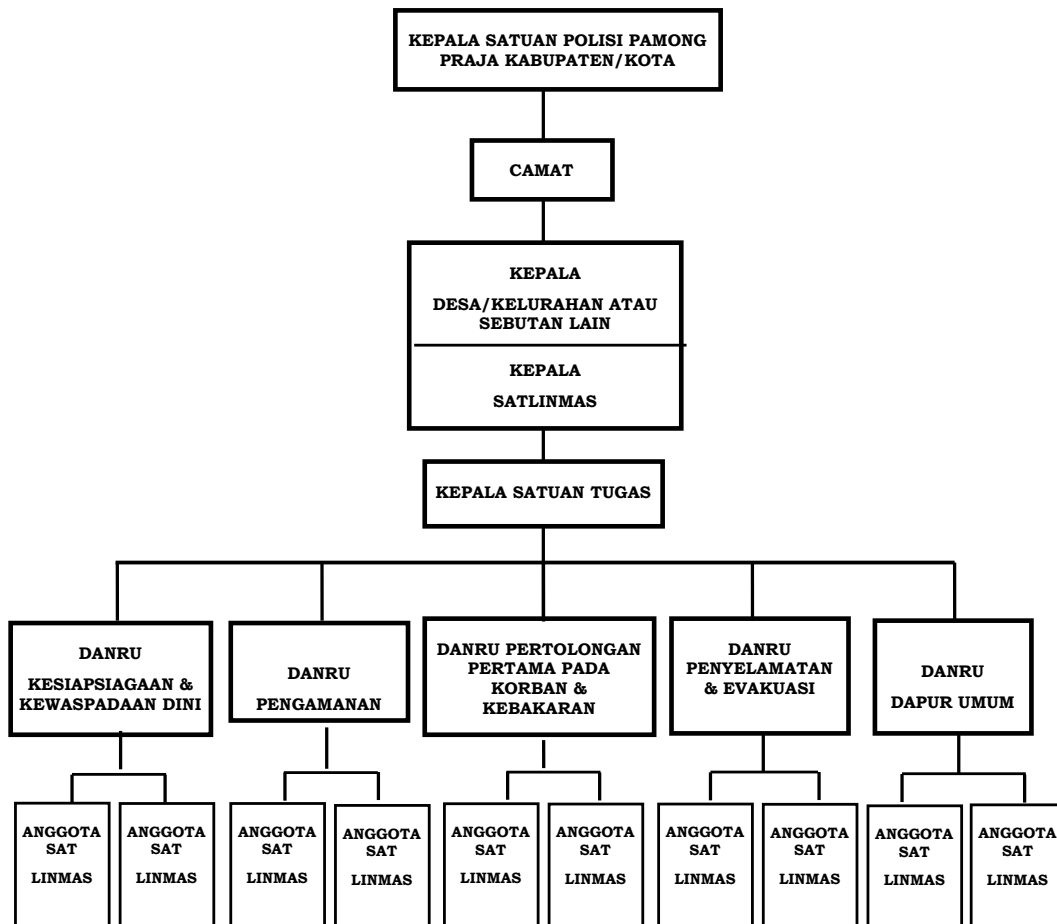 KEPALA SATUAN POLISI PAMONG
PRAJA KABUPATEN/KOTA
CAMAT
KEPALA
DESA/KELURAHAN ATAU
SEBUTAN LAIN
KEPALA
SATLINMAS
KEPALA SATUAN TUGAS
DANRU
KESIAPSIAGAAN &
KEWASPADAAN DINI
DANRU
PENGAMANAN
DANRU PERTOLONGAN
PERTAMA PADA
KORBAN &
KEBAKARAN
DANRU
PENYELAMATAN
& EVAKUASI
DANRU
DAPUR UMUM
ANGGOTA
SAT
LINMAS
ANGGOTA
SAT
LINMAS
ANGGOTA
SAT
LINMAS
ANGGOTA
SAT
LINMAS
ANGGOTA
SAT
LINMAS
ANGGOTA
SAT
LINMAS
ANGGOTA
SAT
LINMAS
ANGGOTA
SAT
LINMAS
ANGGOTA
SAT
LINMAS
ANGGOTA
SAT
LINMAS